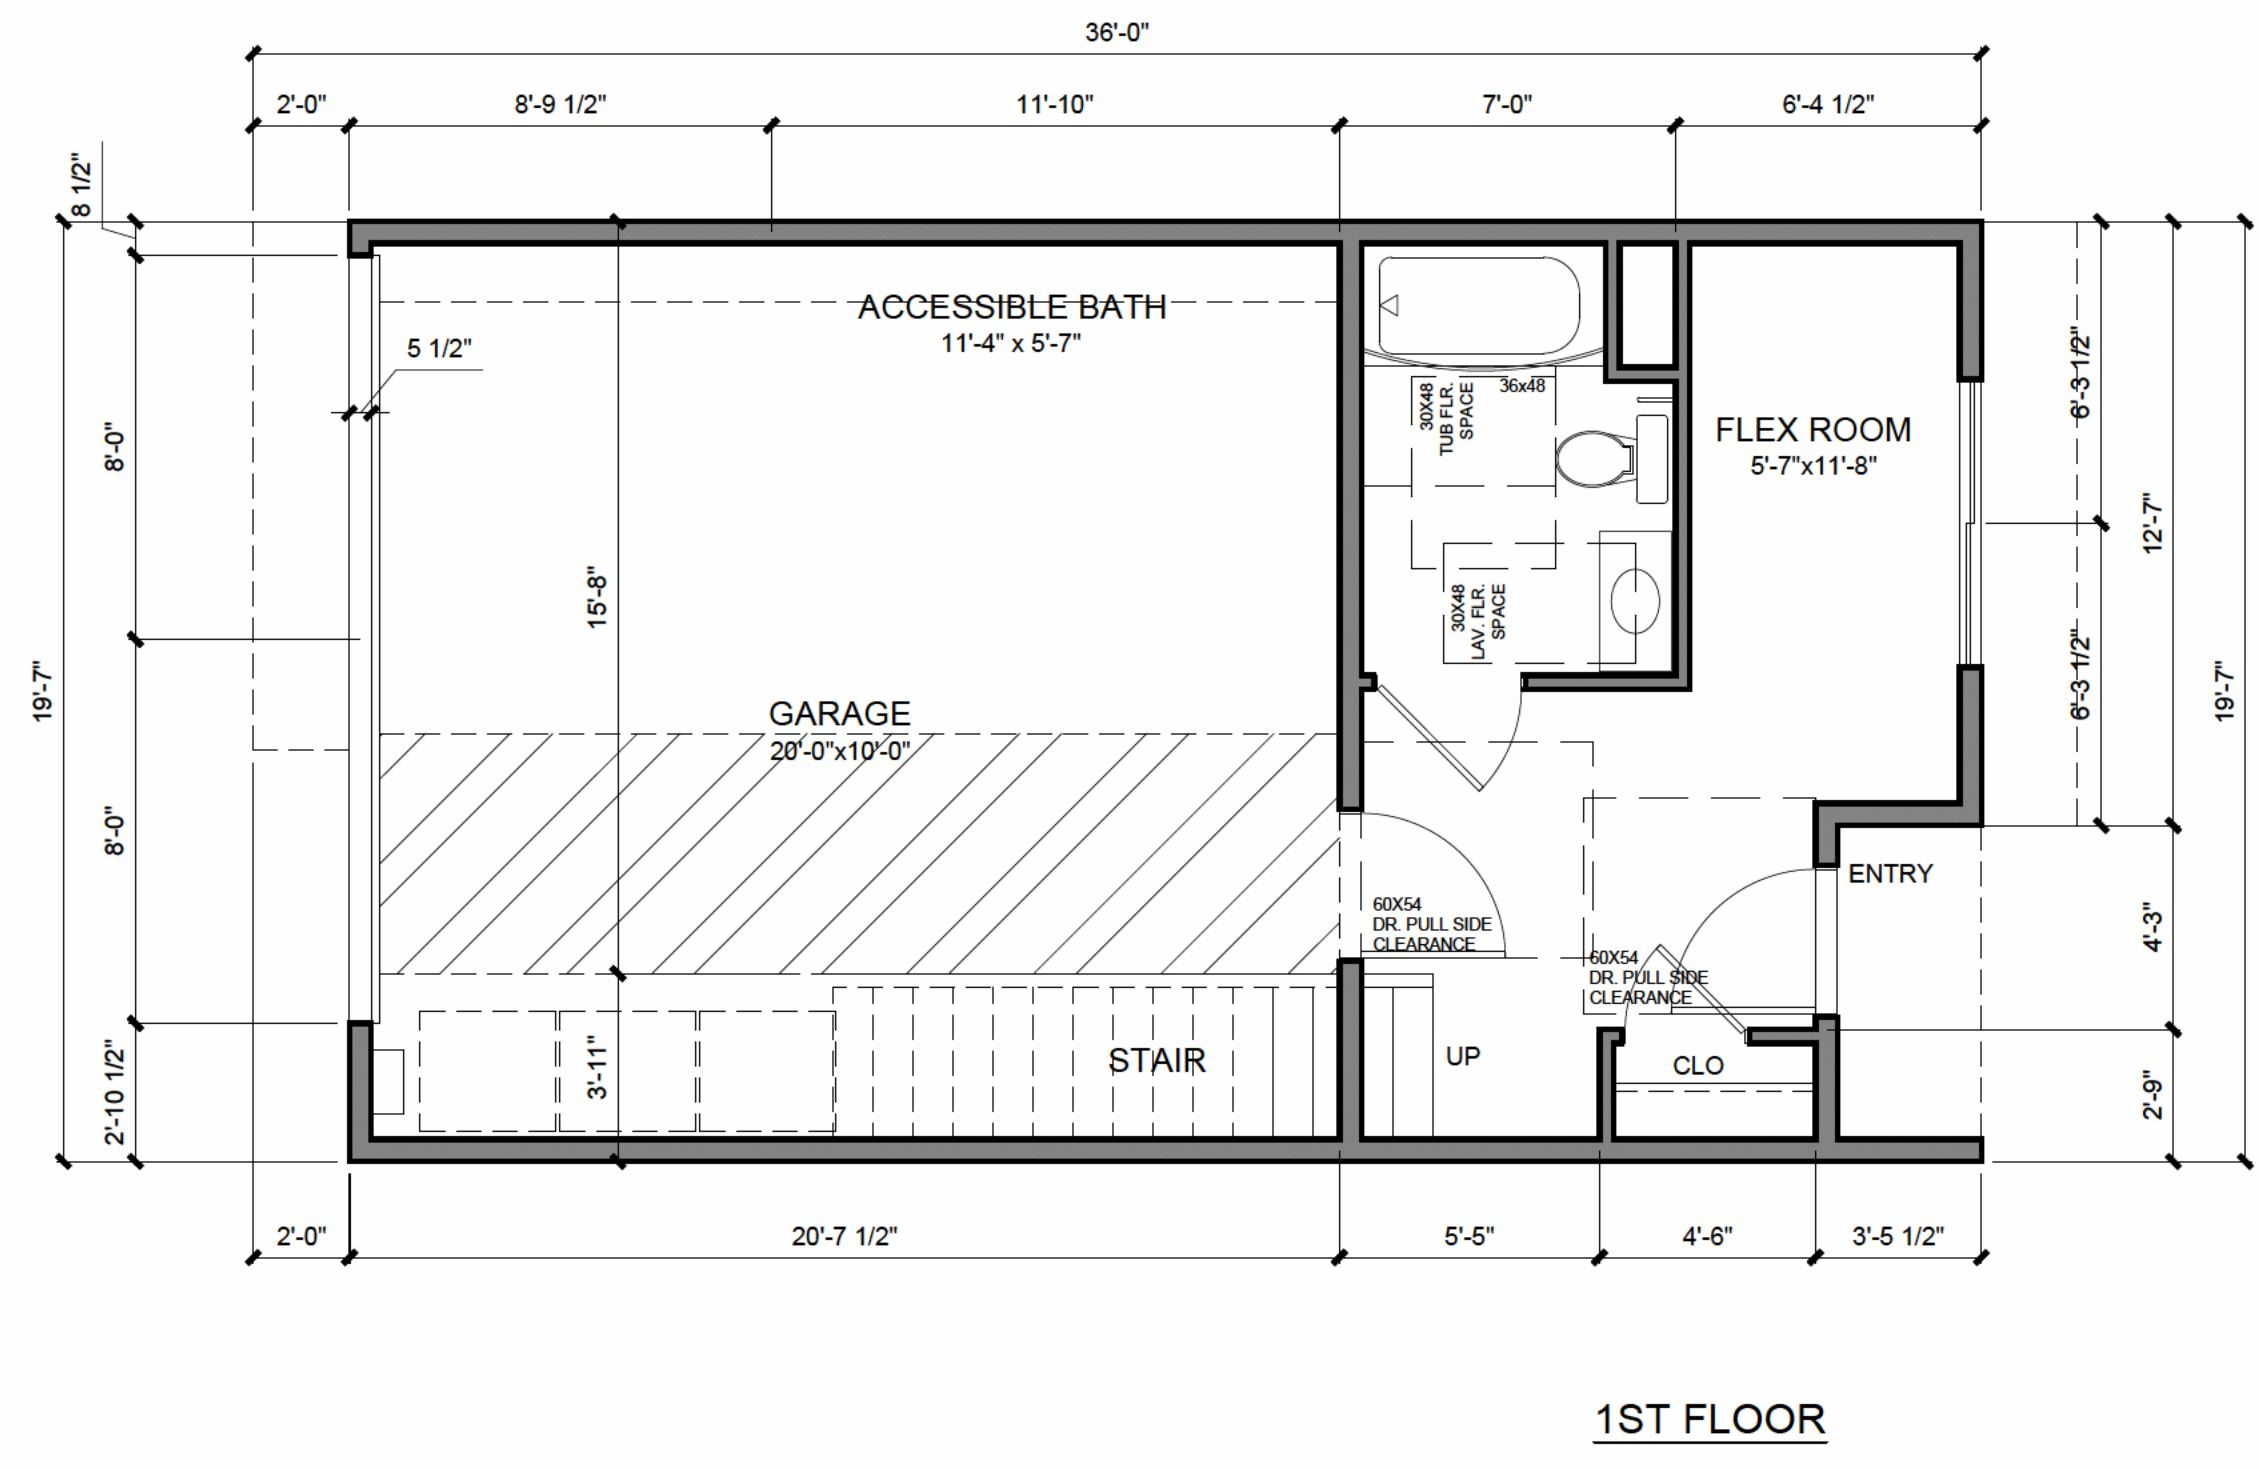 36'-0"
2'-0"
8'-9 1/2"
11'-10"
7'-0"
6'-4 1/2"
8 1/2"
ACCESSIBLE BATH
11'-4" x 5'-7"
5 1/2"
30X48
TUB FLR.
SPACE
36x48
FLEX ROOM
5'-7"x11'-8"
6'-3 1/2"
8'-0"
12'-7"
15'-8"
30X48
LAV. FLR.
SPACE
19'-7"
6'-3 1/2"
19'-7"
GARAGE
20'-0"x10'-0"
8'-0"
ENTRY
60X54
DR. PULL SIDE
CLEARANCE
4'-3"
60X54
DR. PULL SIDE
CLEARANCE
2'-10 1/2"
3'-11"
STAIR
UP
CLO
2'-9"
2'-0"
20'-7 1/2"
5'-5"
4'-6"
3'-5 1/2"
1ST FLOOR